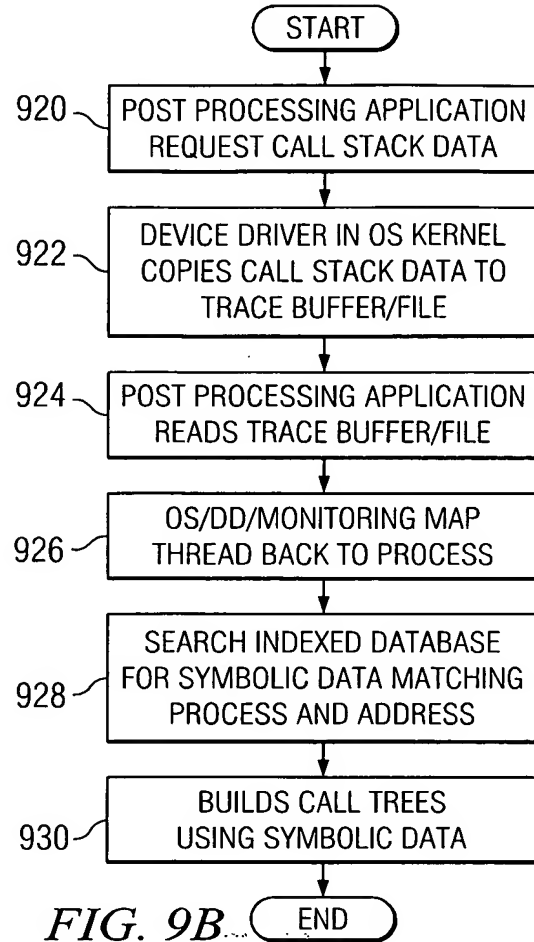 START
920
POST PROCESSING APPLICATION
REQUEST CALL STACK DATA
922
DEVICE DRIVER IN OS KERNEL
COPIES CALL STACK DATA TO
TRACE BUFFER/FILE
924
POST PROCESSING APPLICATION
READS TRACE BUFFER/FILE
926
OS/DD/MONITORING MAP
THREAD BACK TO PROCESS
928
SEARCH INDEXED DATABASE
FOR SYMBOLIC DATA MATCHING
PROCESS AND ADDRESS
930
BUILDS CALL TREES
USING SYMBOLIC DATA
FIG. 9B
END